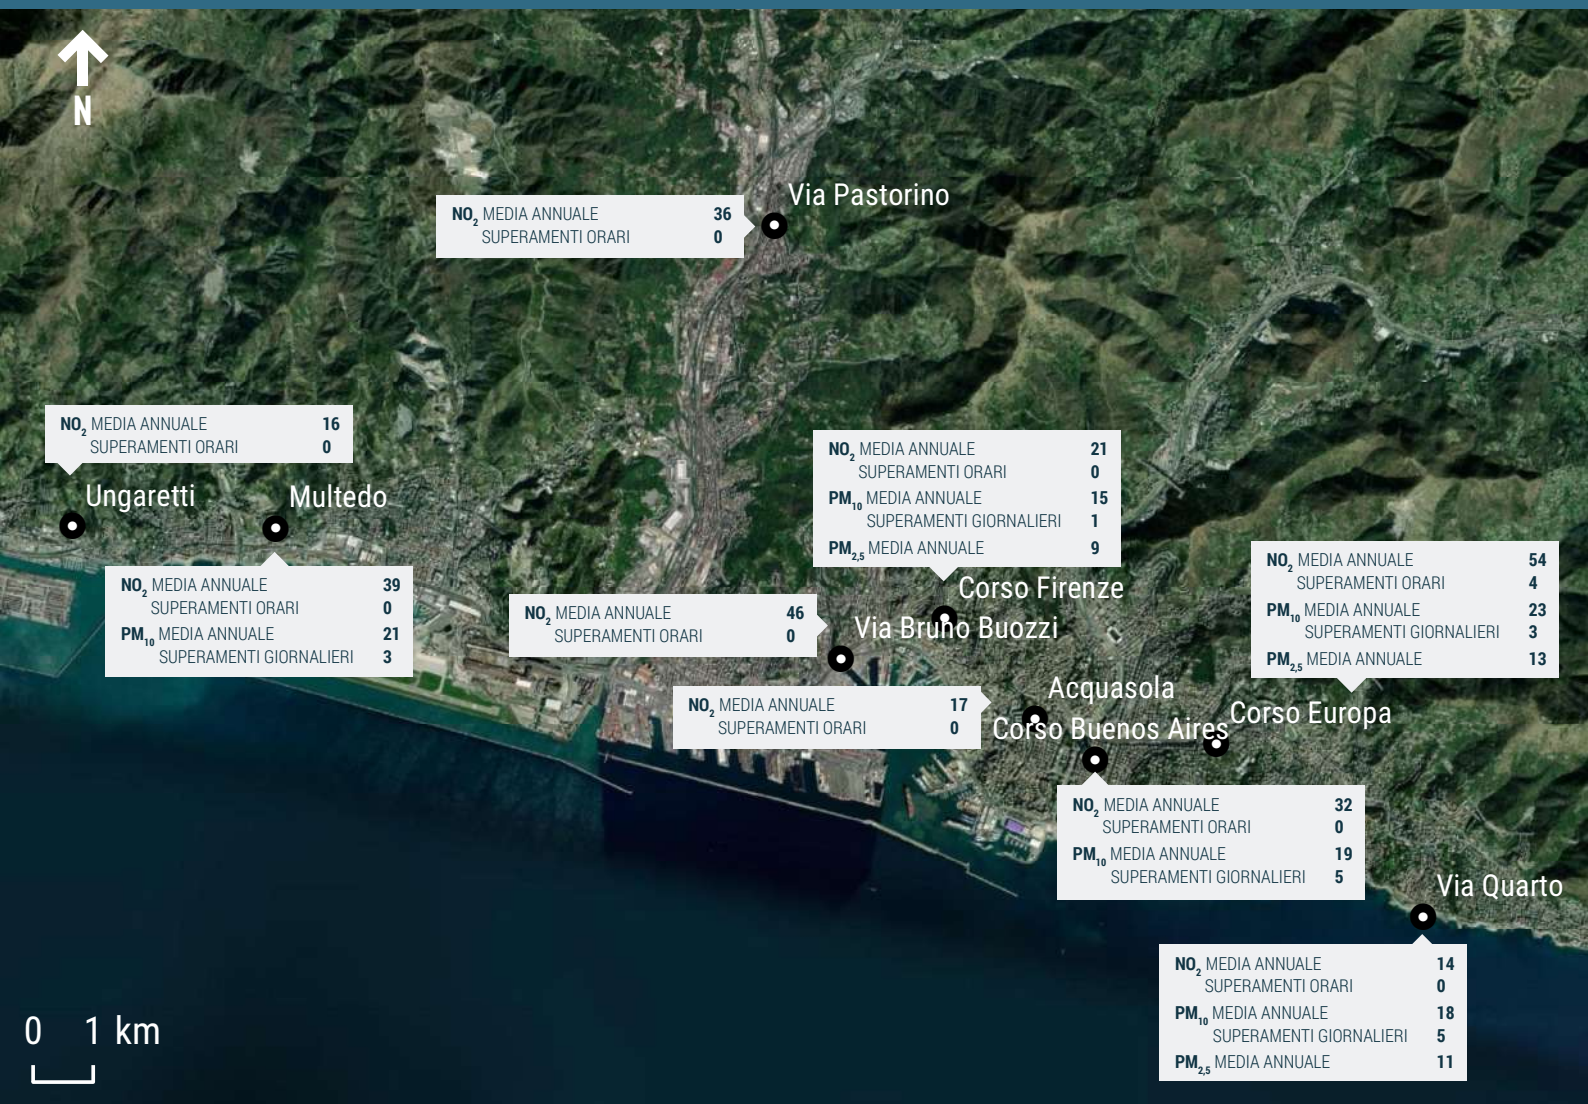 N
Via Pastorino
NO2 MEDIA ANNUALE 36
SUPERAMENTI ORARI 0
NO2 MEDIA ANNUALE 16
SUPERAMENTI ORARI 0
Ungaretti
Multedo
NO2 MEDIA ANNUALE 39
SUPERAMENTI ORARI 0
PM10 MEDIA ANNUALE 21
SUPERAMENTI GIORNALIERI 3
NO2 MEDIA ANNUALE 21
SUPERAMENTI ORARI 0
PM10 MEDIA ANNUALE 15
SUPERAMENTI GIORNALIERI 1
PM2,5 MEDIA ANNUALE 9
Corso Firenze
NO2 MEDIA ANNUALE 46
SUPERAMENTI ORARI 0
Via Bruno Buozzi
NO2 MEDIA ANNUALE 54
SUPERAMENTI ORARI 4
PM10 MEDIA ANNUALE 23
SUPERAMENTI GIORNALIERI 3
PM2,5 MEDIA ANNUALE 13
Corso Europa
NO2 MEDIA ANNUALE 17
SUPERAMENTI ORARI 0
Acquasola
Corso Buenos Aires
NO2 MEDIA ANNUALE 32
SUPERAMENTI ORARI 0
PM10 MEDIA ANNUALE 19
SUPERAMENTI GIORNALIERI 5
Via Quarto
NO2 MEDIA ANNUALE 14
SUPERAMENTI ORARI 0
PM10 MEDIA ANNUALE 18
SUPERAMENTI GIORNALIERI 5
PM2,5 MEDIA ANNUALE 11
0 1 km